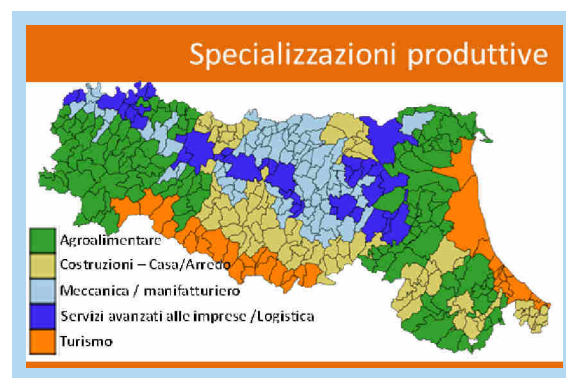 Specializzazioni produttive
Agroalimentare
Costruzioni – Casa/Arredo
Meccanica / manifatturiero
Servizi avanzati alle imprese /Logistica
Turismo